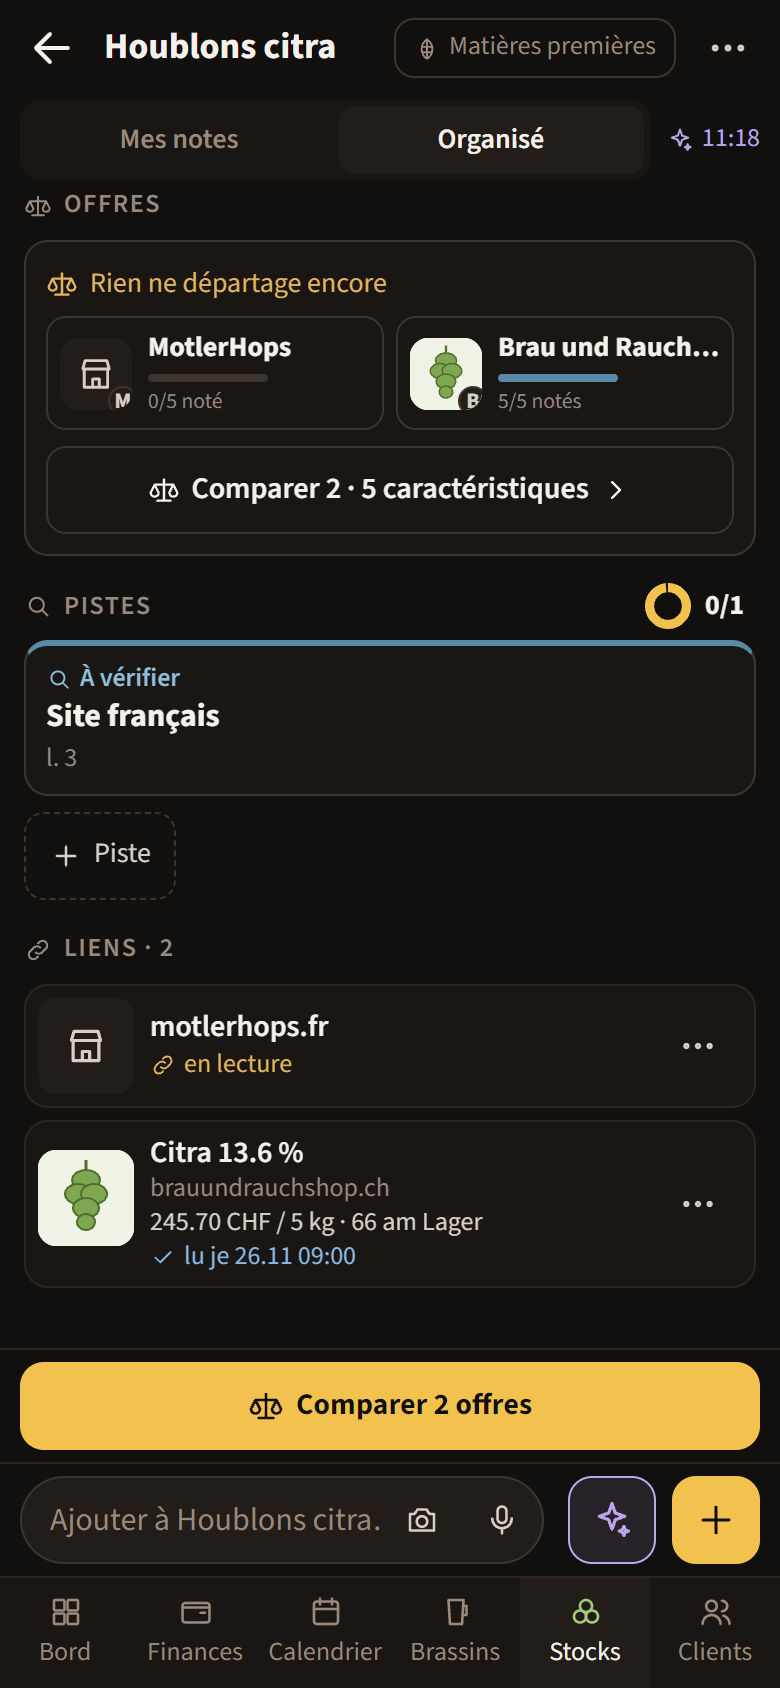 Houblons citra
Matières premières
Mes notes
Organisé
11:18
OFFRES
Rien ne départage encore
MotlerHops
M
0/5 noté
Brau und Rauch...
B
5/5 notés
Comparer 2 · 5 caractéristiques
PISTES
0/1
À vérifier
Site français
l. 3
Piste
LIENS · 2
motlerhops.fr
en lecture
Citra 13.6 %
brauundrauchshop.ch
245.70 CHF / 5 kg · 66 am Lager
lu je 26.11 09:00
Comparer 2 offres
Ajouter à Houblons citra.
Bord
Finances
Calendrier
Brassins
Stocks
Clients